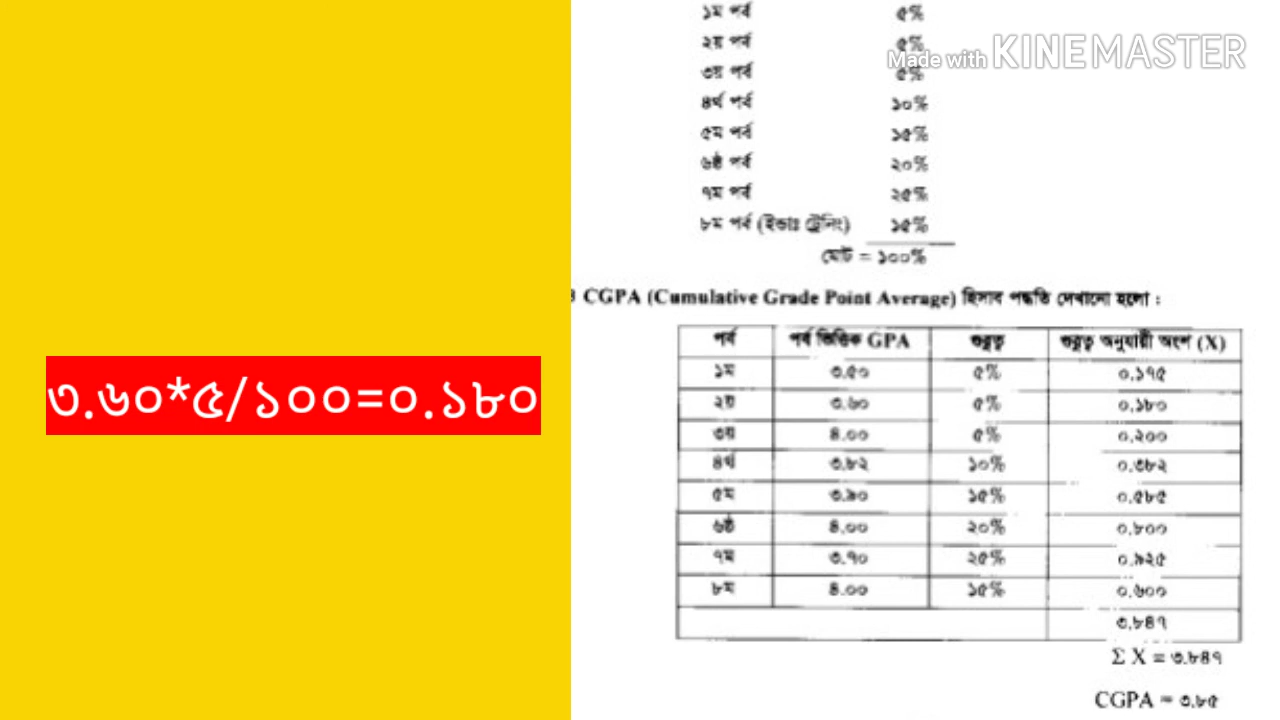 ৩.৬০*৫/১০০=০.১৮০
১ম পর্ব ৫%
২য় পর্ব ৫%
Made with KINEMASTER
৩য় পর্ব ৫%
৪র্থ পর্ব ১০%
৫ম পর্ব ১৫%
৬ষ্ঠ পর্ব ২০%
৭ম পর্ব ২৫%
৮ম পর্ব (ইন্ডাঃ ট্রেনিং) ১৫%
মোট = ১০০%
CGPA (Cumulative Grade Point Average) হিসাব পদ্ধতি দেখানো হলো :
পর্ব পর্ব ভিত্তিক GPA গুরুত্ব গুরুত্ব অনুযায়ী অংশ (X)
১ম ৩.৫০ ৫% ০.১৭৫
২য় ৩.৬০ ৫% ০.১৮০
৩য় ৪.০০ ৫% ০.২০০
৪র্থ ৩.৮২ ১০% ০.৩৮২
৫ম ৩.৯০ ১৫% ০.৫৮৫
৬ষ্ঠ ৪.০০ ২০% ০.৮০০
৭ম ৩.৭০ ২৫% ০.৯২৫
৮ম ৪.০০ ১৫% ০.৬০০
৩.৮৪৭
Σ X = ৩.৮৪৭
CGPA = ৩.৮৫